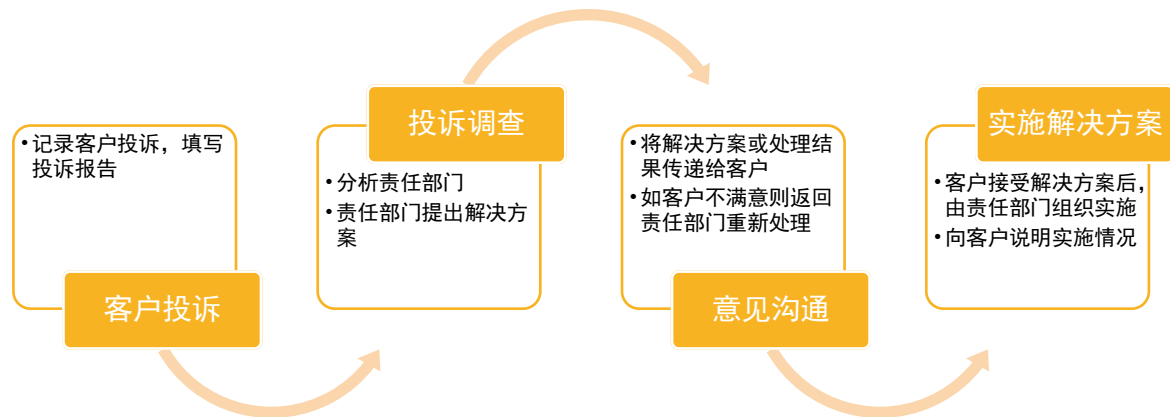 •记录客户投诉，填写
投诉报告
客户投诉
投诉调查
•分析责任部门
•责任部门提出解决方
案
•将解决方案或处理结
果传递给客户
•如客户不满意则返回
责任部门重新处理
意见沟通
实施解决方案
•客户接受解决方案后，
由责任部门组织实施
•向客户说明实施情况